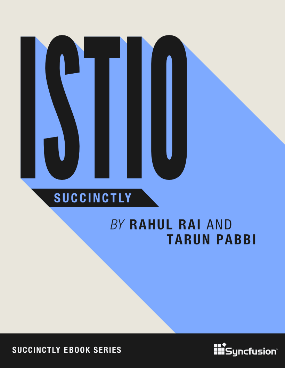 ISTIO
SUCCINCTLY
BY RAHUL RAI AND
TARUN PABBI
SUCCINCTLY EBOOK SERIES
Syncfusion